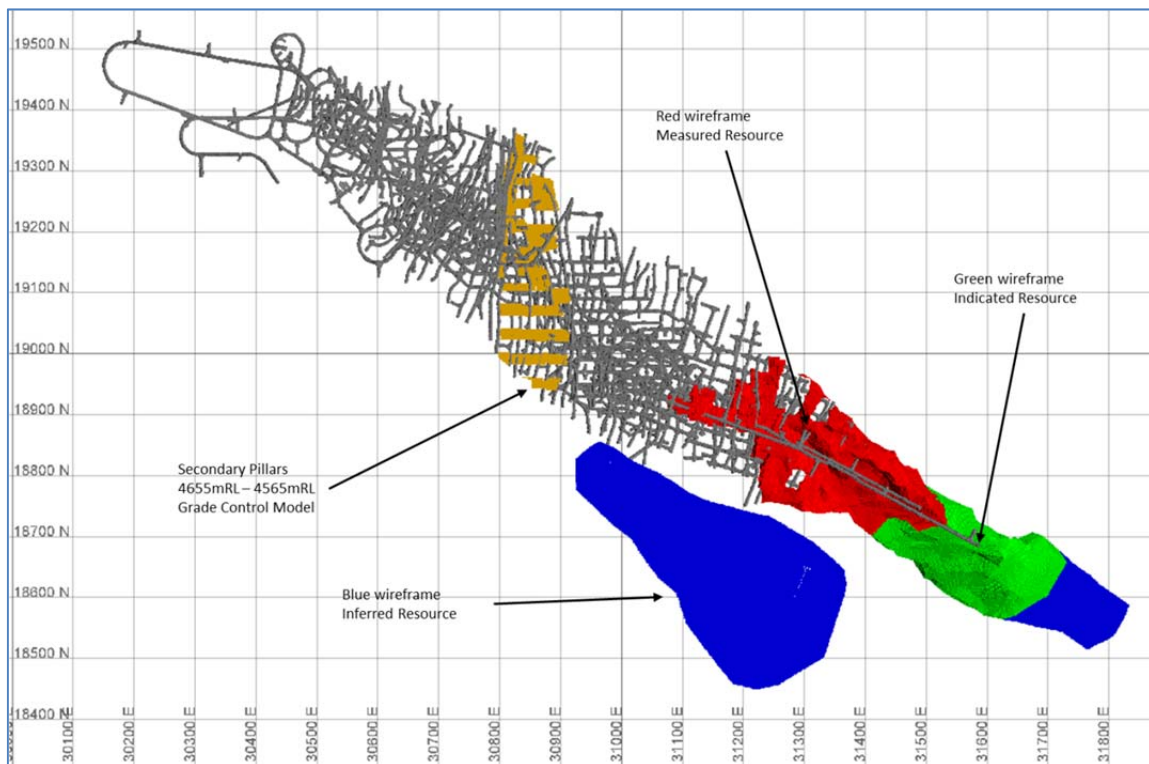 19500 N
19400 N
Red wireframe
Measured Resource
19300 N
19200 N
Green wireframe
Indicated Resource
19100 N
19000 N
18900 N
18800 N
Secondary Pillars
4655mRL – 4565mRL
Grade Control Model
18700 N
Blue wireframe
Inferred Resource
18600 N
18500 N
18400 N
30100 E
30200 E
30300 E
30400 E
30500 E
30600 E
30700 E
30800 E
30900 E
31000 E
31100 E
31200 E
31300 E
31400 E
31500 E
31600 E
31700 E
31800 E